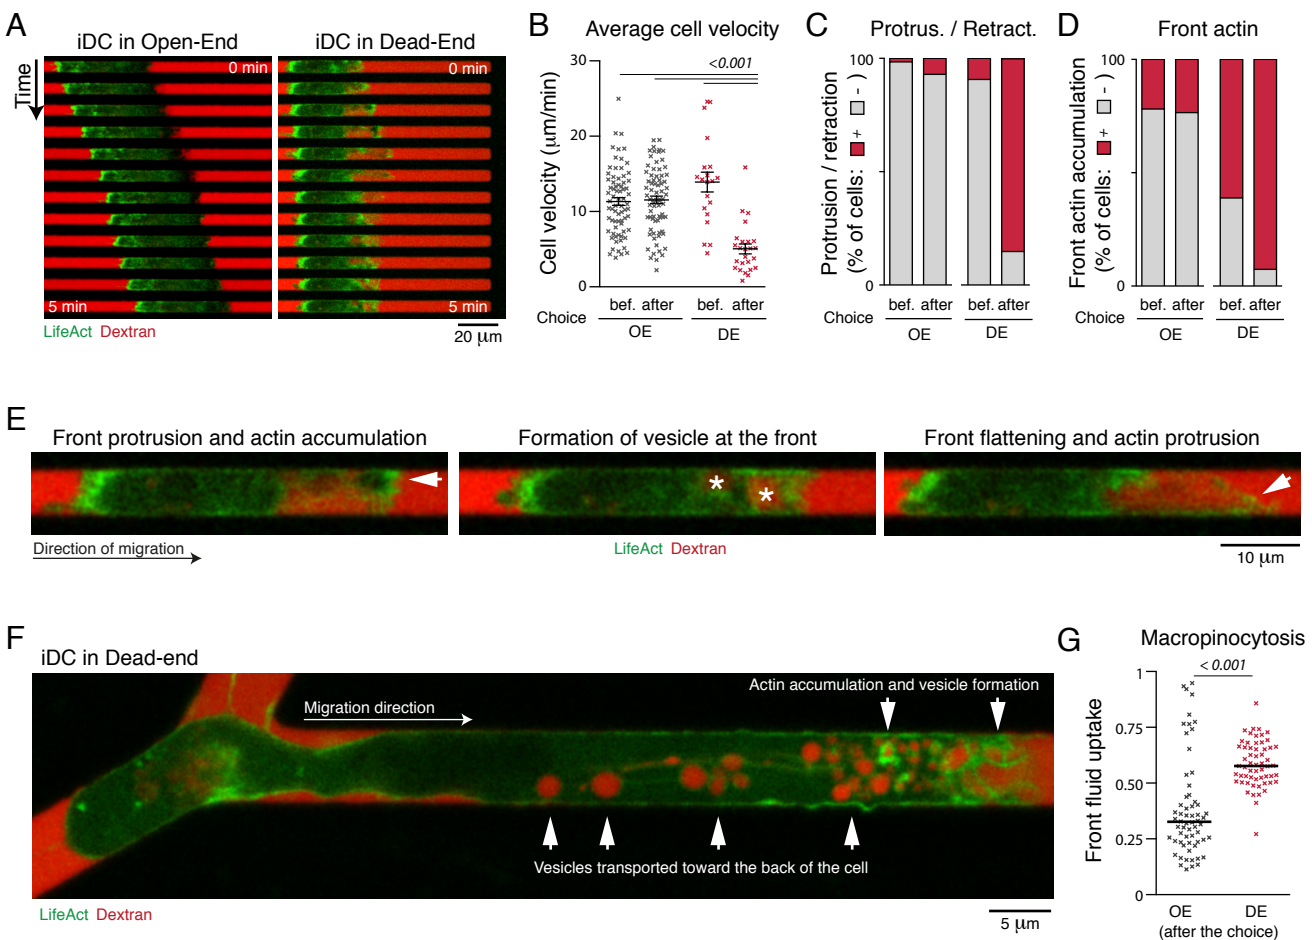 A
iDC in Open-End
iDC in Dead-End
Time
0 min
0 min
5 min
5 min
LifeAct Dextran
20 µm
B
Average cell velocity
<0.001
Cell velocity (µm/min)
30
20
10
0
bef. after bef. after
Choice
OE
DE
C
Protrus. / Retract.
Protrusion / retraction
(% of cells: + -)
100
0
bef. after bef. after
Choice
OE
DE
D
Front actin
Front actin accumulation
(% of cells: + -)
100
0
bef. after bef. after
Choice
OE
DE
E
Front protrusion and actin accumulation
Formation of vesicle at the front
Front flattening and actin protrusion
* *
Direction of migration
LifeAct Dextran
10 µm
F
iDC in Dead-end
Migration direction
Actin accumulation and vesicle formation
Vesicles transported toward the back of the cell
LifeAct Dextran
5 µm
G
Macropinocytosis
< 0.001
Front fluid uptake
1
0.75
0.50
0.25
0
OE DE
(after the choice)